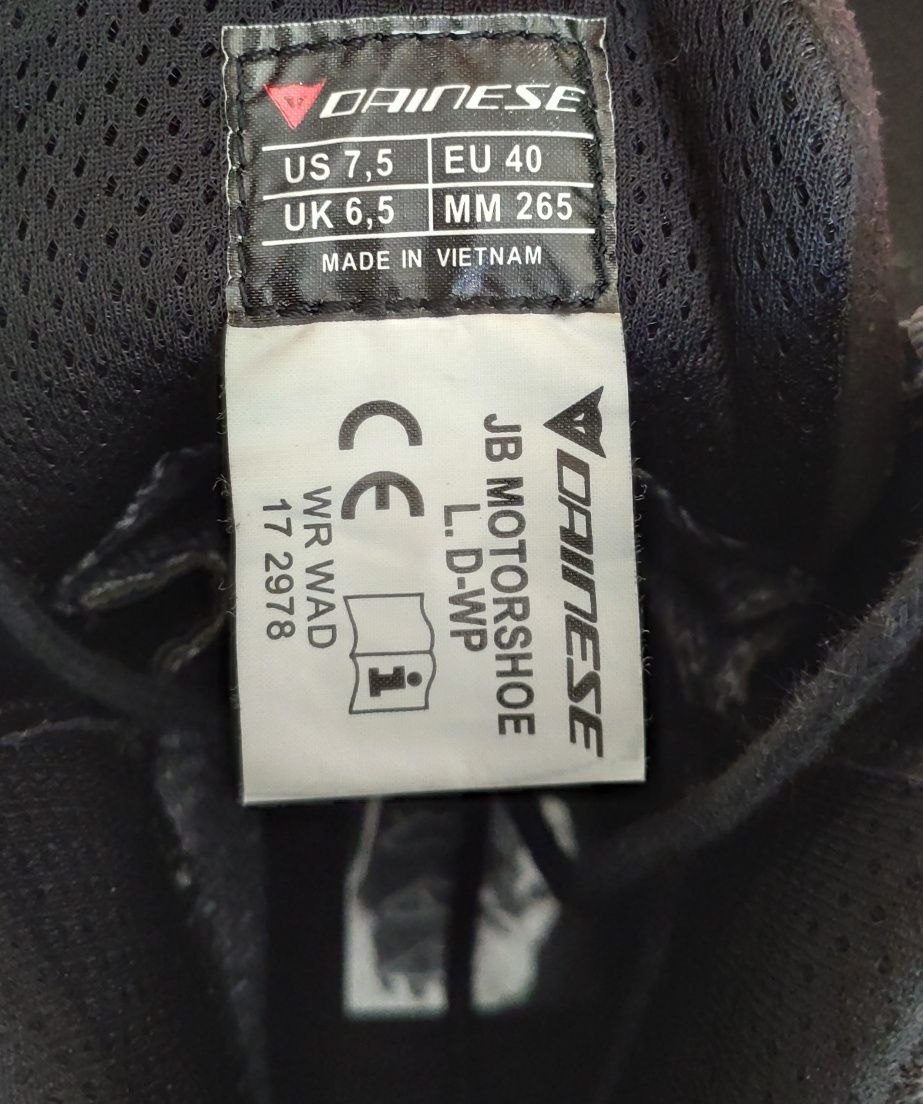 DAINESE
US 7,5 EU 40
UK 6,5 MM 265
MADE IN VIETNAM
DAINESE
JB MOTORSHOE
L. D-WP
CE
i
WR WAD
17 2978